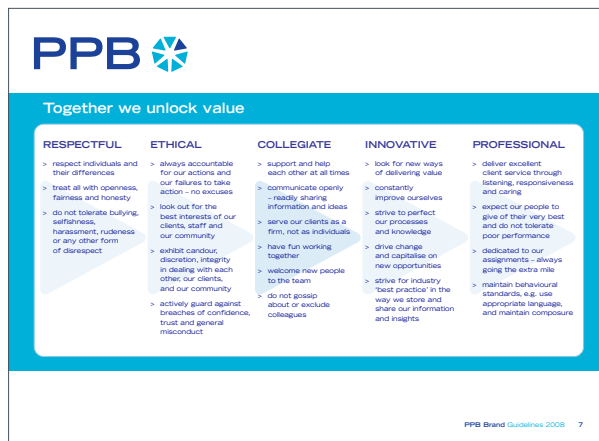 PPB
Together we unlock value
RESPECTFUL
> respect individuals and
their differences
> treat all with openness,
fairness and honesty
> do not tolerate bullying,
selfishness,
harassment, rudeness
or any other form
of disrespect
ETHICAL
> always accountable
for our actions and
our failures to take
action – no excuses
> look out for the
best interests of our
clients, staff and
our community
> exhibit candour,
discretion, integrity
in dealing with each
other, our clients,
and our community
> actively guard against
breaches of confidence,
trust and general
misconduct
COLLEGIATE
> support and help
each other at all times
> communicate openly
– readily sharing
information and ideas
> serve our clients as a
firm, not as individuals
> have fun working
together
> welcome new people
to the team
> do not gossip
about or exclude
colleagues
INNOVATIVE
> look for new ways
of delivering value
> constantly
improve ourselves
> strive to perfect
our processes
and knowledge
> drive change
and capitalise on
new opportunities
> strive for industry
‘best practice’ in the
way we store and
share our information
and insights
PROFESSIONAL
> deliver excellent
client service through
listening, responsiveness
and caring
> expect our people to
give of their very best
and do not tolerate
poor performance
> dedicated to our
assignments – always
going the extra mile
> maintain behavioural
standards, e.g. use
appropriate language,
and maintain composure
PPB Brand Guidelines 2008 7